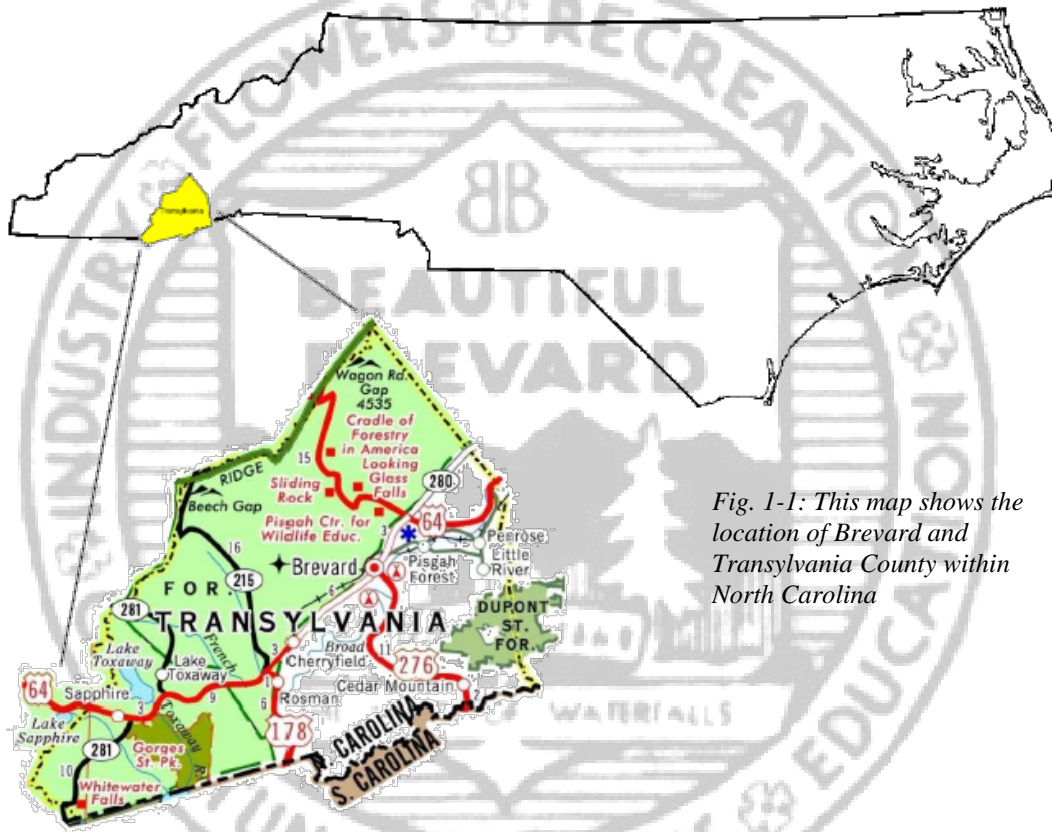 FLOWERS RECREATION
INDUSTRY
EDUCATION
BB
BEAUTIFUL
BREVARD
WATERFALLS
Transylvania
Wagon Rd.
Gap
4535
Cradle of
Forestry
in America
Looking
Glass
Falls
15
RIDGE
Sliding
Rock
280
Beech Gap
64
Pisgah Ctr. for
Wildlife Educ.
3
Penrose
Little
River
Pisgah
Forest
16
Brevard
6
FOR.
215
281
DUPONT
ST.
FOR.
TRANSYLVANIA
Lake
Toxaway
French
Broad
11
3
Lake
Toxaway
Cherryfield
276
64
Sapphire
3
9
1
Rosman
Cedar Mountain
2
Lake
Sapphire
Toxaway R.
6
178
281
Gorges
St. Pk.
10
Whitewater
Falls
N. CAROLINA
S. CAROLINA
Fig. 1-1: This map shows the
location of Brevard and
Transylvania County within
North Carolina